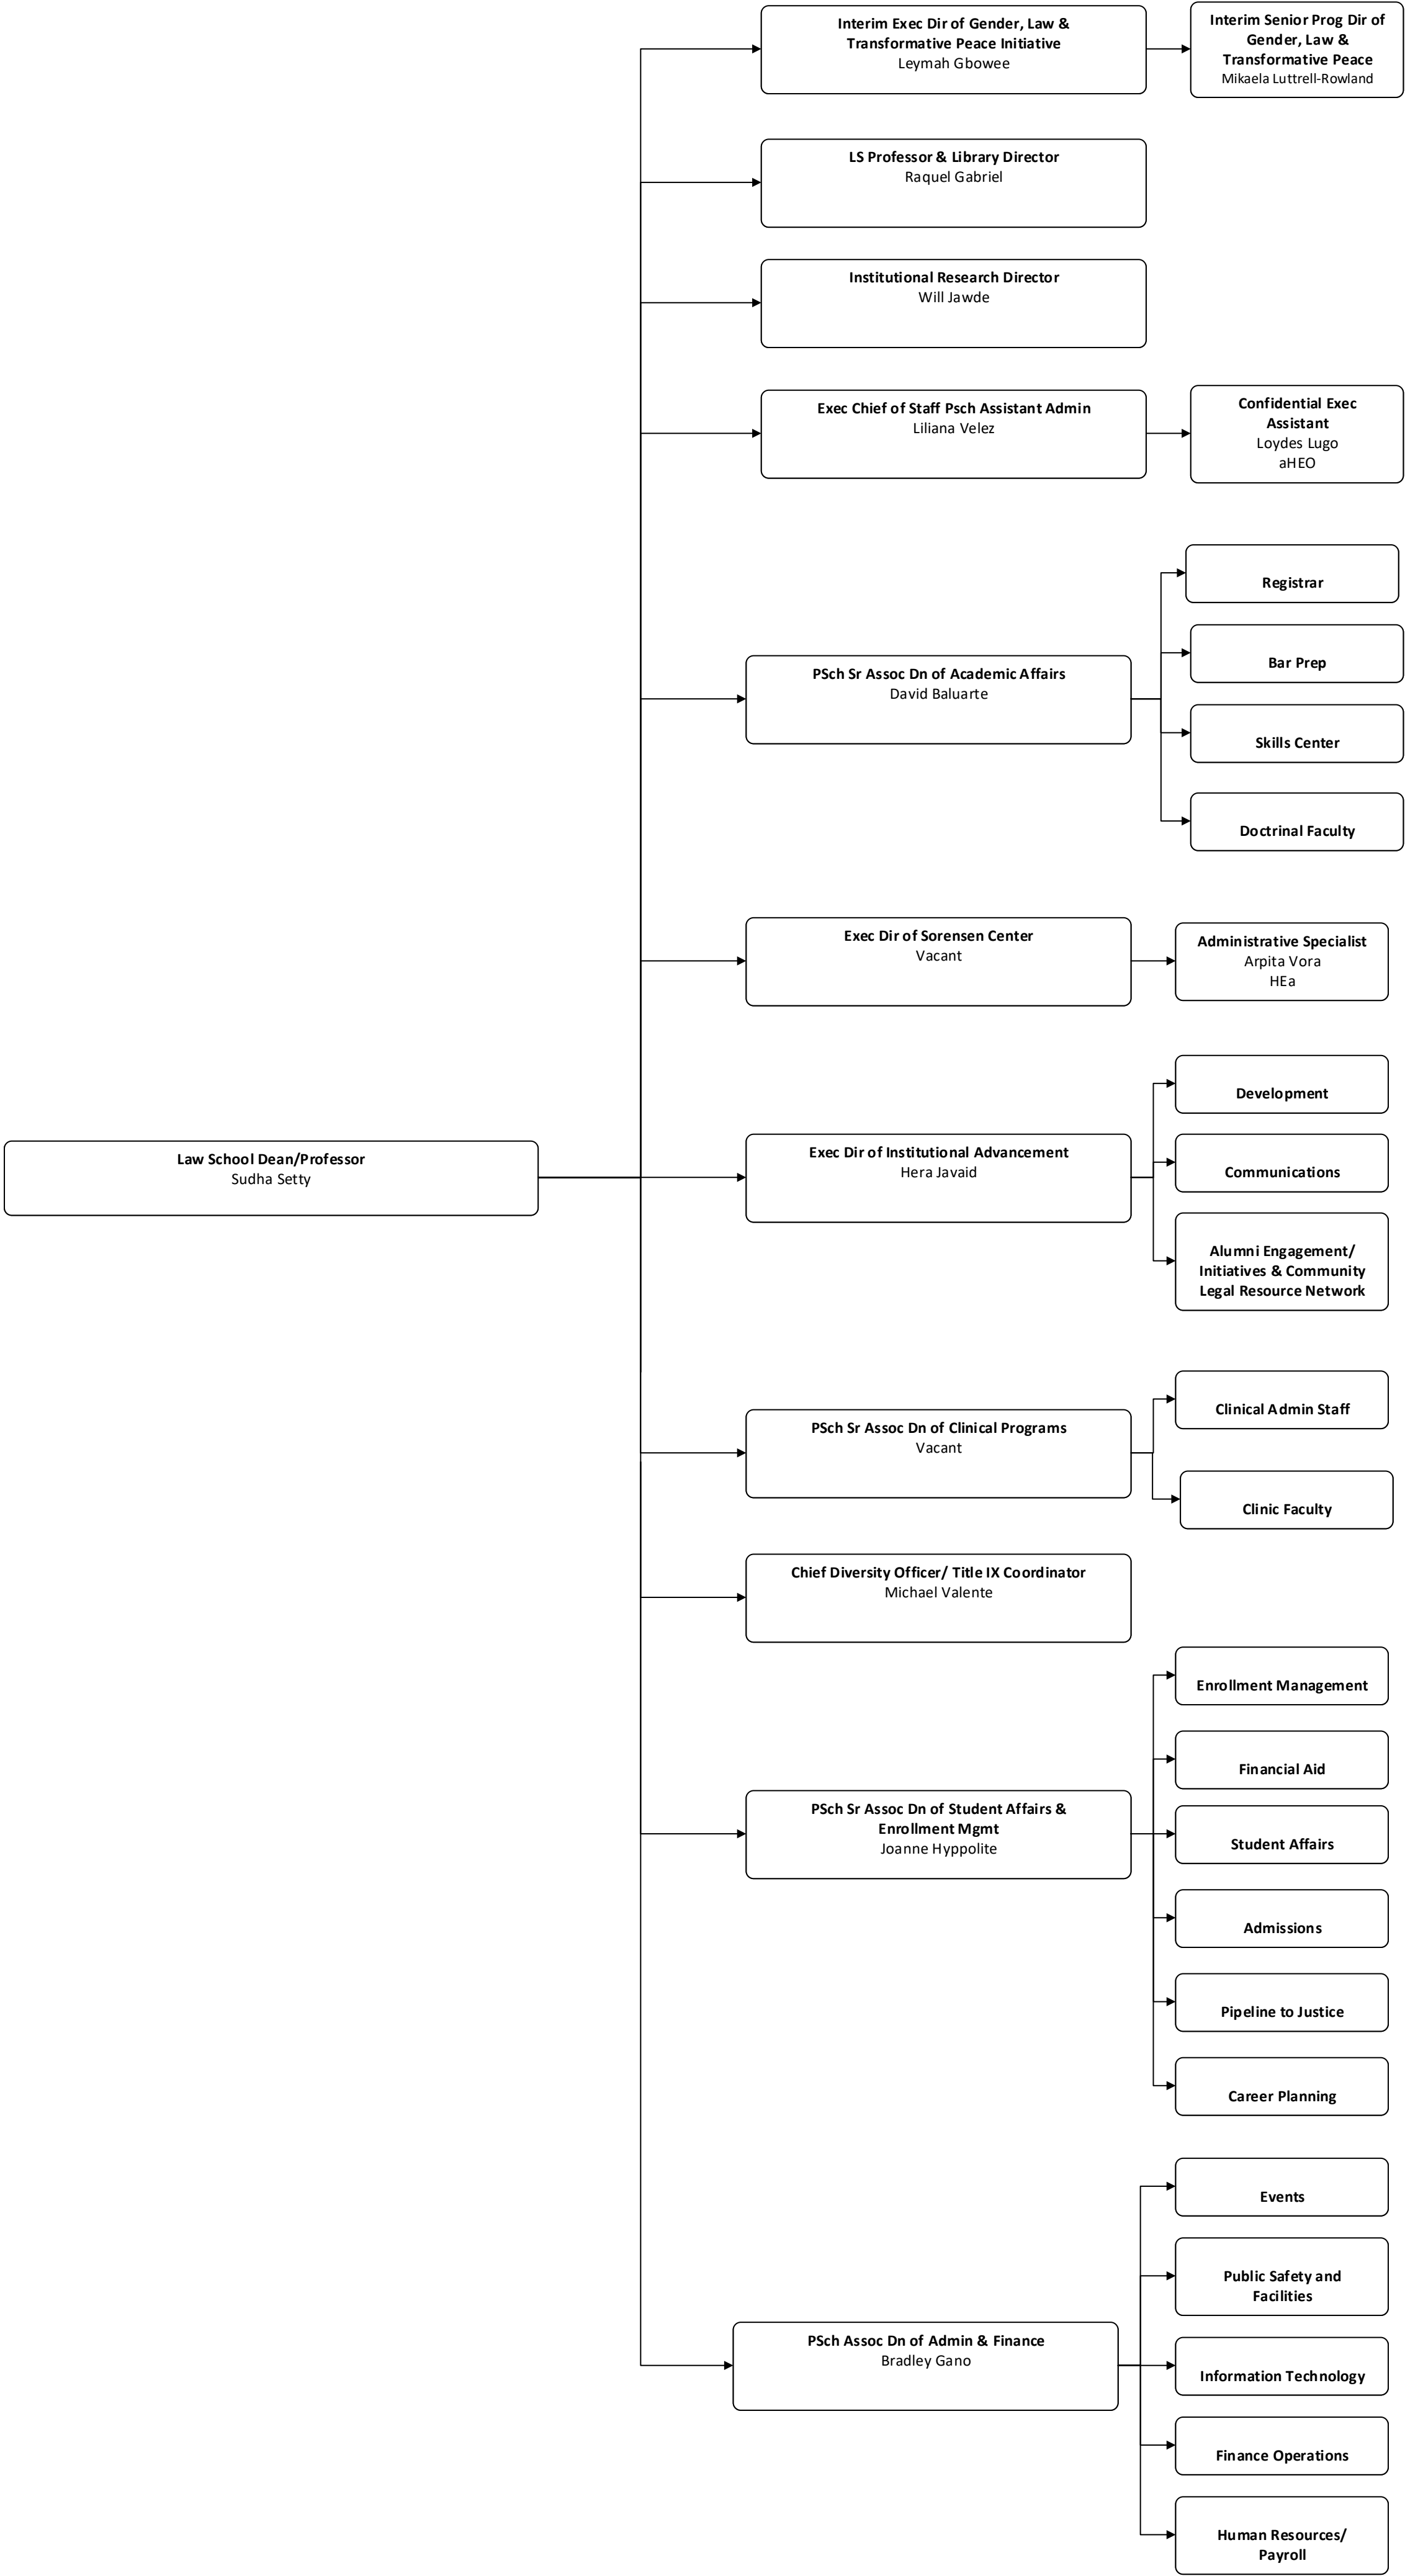 Interim Exec Dir of Gender, Law &
Transformative Peace Initiative
Leymah Gbowee
Interim Senior Prog Dir of
Gender, Law &
Transformative Peace
Mikaela Luttrell-Rowland
LS Professor & Library Director
Raquel Gabriel
Institutional Research Director
Will Jawde
Exec Chief of Staff Psch Assistant Admin
Liliana Velez
Confidential Exec
Assistant
Loydes Lugo
aHEO
PSch Sr Assoc Dn of Academic Affairs
David Baluarte
Registrar
Bar Prep
Skills Center
Doctrinal Faculty
Exec Dir of Sorensen Center
Vacant
Administrative Specialist
Arpita Vora
HEa
Law School Dean/Professor
Sudha Setty
Exec Dir of Institutional Advancement
Hera Javaid
Development
Communications
Alumni Engagement/
Initiatives & Community
Legal Resource Network
PSch Sr Assoc Dn of Clinical Programs
Vacant
Clinical Admin Staff
Clinic Faculty
Chief Diversity Officer/ Title IX Coordinator
Michael Valente
PSch Sr Assoc Dn of Student Affairs &
Enrollment Mgmt
Joanne Hyppolite
Enrollment Management
Financial Aid
Student Affairs
Admissions
Pipeline to Justice
Career Planning
PSch Assoc Dn of Admin & Finance
Bradley Gano
Events
Public Safety and
Facilities
Information Technology
Finance Operations
Human Resources/
Payroll